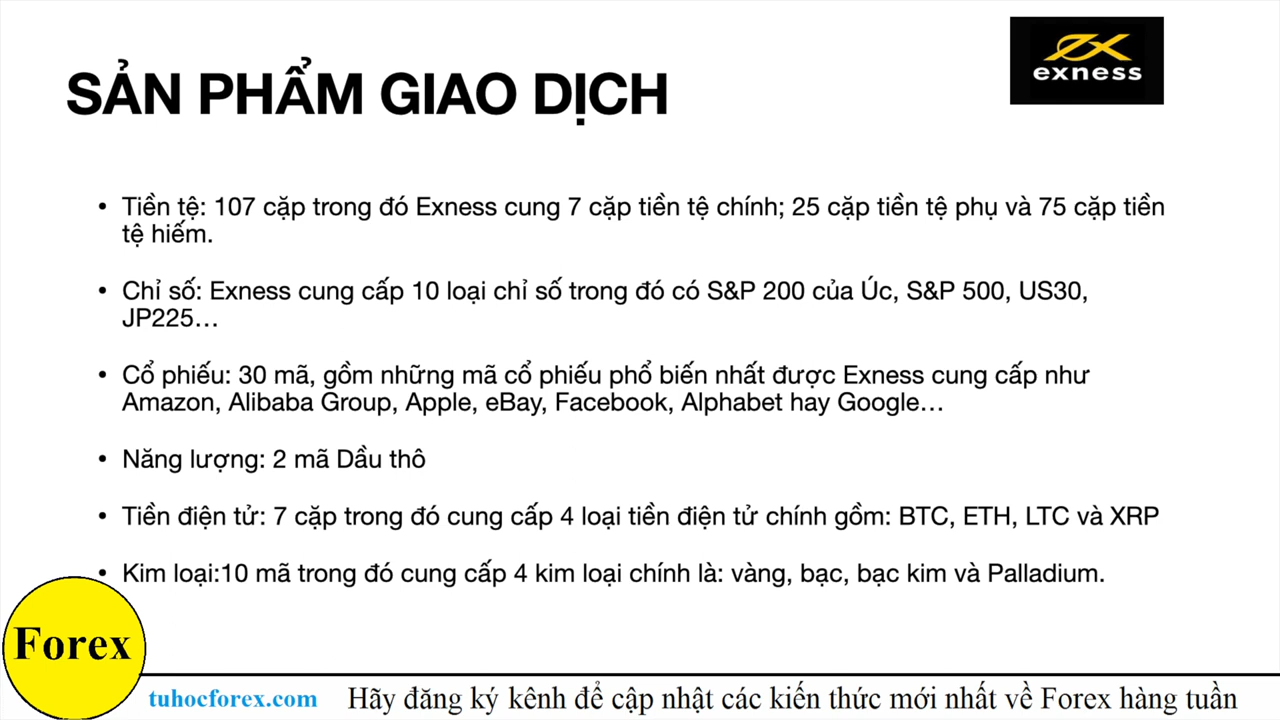 exness
SẢN PHẨM GIAO DỊCH
• Tiền tệ: 107 cặp trong đó Exness cung 7 cặp tiền tệ chính; 25 cặp tiền tệ phụ và 75 cặp tiền
tệ hiếm.
• Chỉ số: Exness cung cấp 10 loại chỉ số trong đó có S&P 200 của Úc, S&P 500, US30,
JP225…
• Cổ phiếu: 30 mã, gồm những mã cổ phiếu phổ biến nhất được Exness cung cấp như
Amazon, Alibaba Group, Apple, eBay, Facebook, Alphabet hay Google…
• Năng lượng: 2 mã Dầu thô
• Tiền điện tử: 7 cặp trong đó cung cấp 4 loại tiền điện tử chính gồm: BTC, ETH, LTC và XRP
• Kim loại:10 mã trong đó cung cấp 4 kim loại chính là: vàng, bạc, bạc kim và Palladium.
Forex
tuhocforex.com Hãy đăng ký kênh để cập nhật các kiến thức mới nhất về Forex hàng tuần